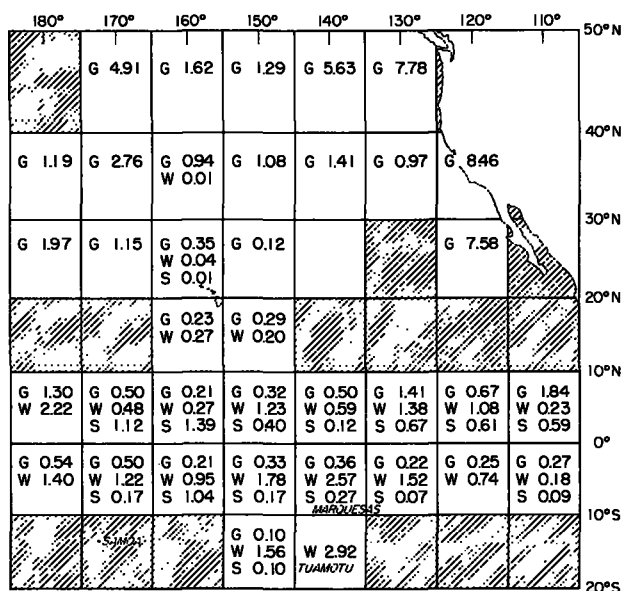 180° 170° 160° 150° 140° 130° 120° 110°
50°N
G 4.91 G 1.62 G 1.29 G 5.63 G 7.78
40°N
G 1.19 G 2.76 G 0.94 G 1.08 G 1.41 G 0.97 G 846
W 0.01
30°N
G 1.97 G 1.15 G 0.35 G 0.12 G 7.58
W 0.04
S 0.01
20°N
G 0.23 G 0.29
W 0.27 W 0.20
10°N
G 1.30 G 0.50 G 0.21 G 0.32 G 0.50 G 1.41 G 0.67 G 1.84
W 2.22 W 0.48 W 0.27 W 1.23 W 0.59 W 1.38 W 1.08 W 0.23
S 1.12 S 1.39 S 0.40 S 0.12 S 0.67 S 0.61 S 0.59
0°
G 0.54 G 0.50 G 0.21 G 0.33 G 0.36 G 0.22 G 0.25 G 0.27
W 1.40 W 1.22 W 0.95 W 1.78 W 2.57 W 1.52 W 0.74 W 0.18
S 0.17 S 1.04 S 0.17 S 0.27 S 0.07 S 0.09
MARQUESAS
10°S
G 0.10
W 1.56 W 2.92
S 0.10 TUAMOTU
20°S